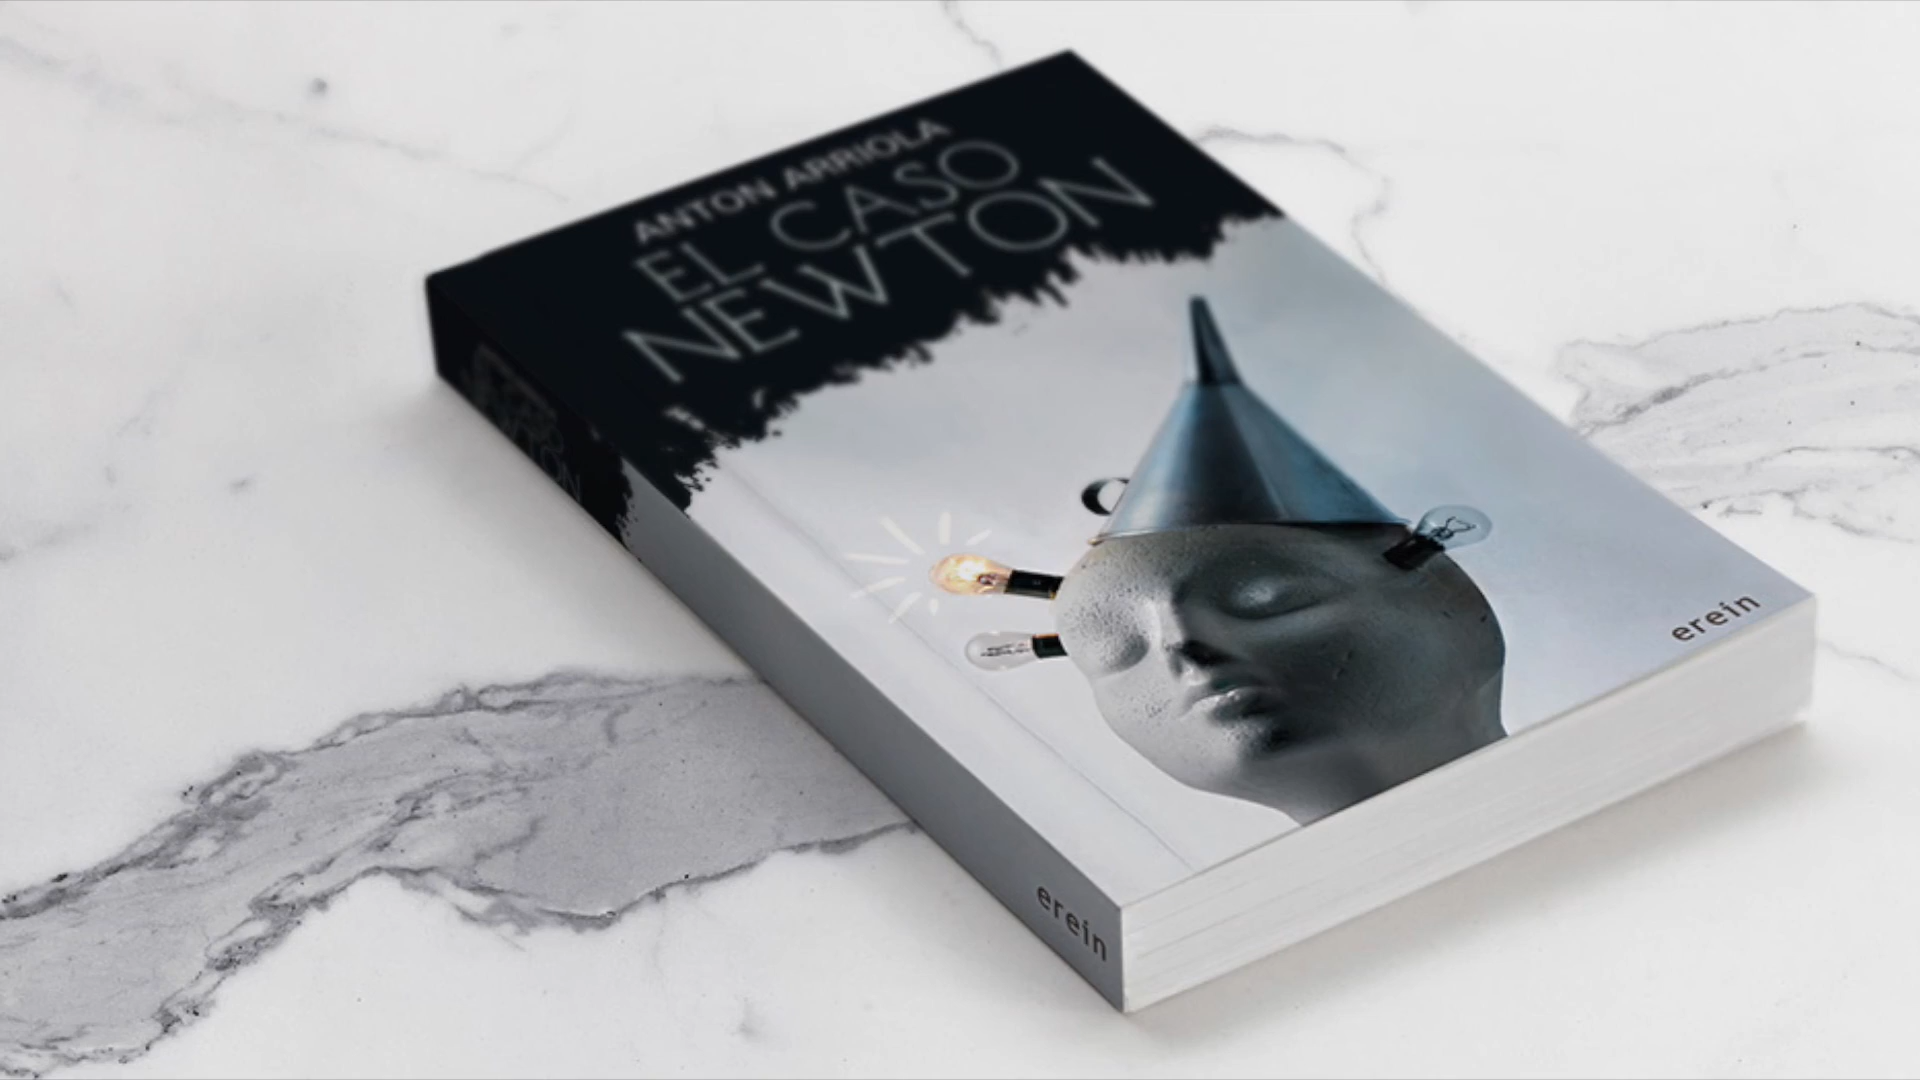 ANTON ARRIOLA
EL CASO
NEWTON
erein
erein